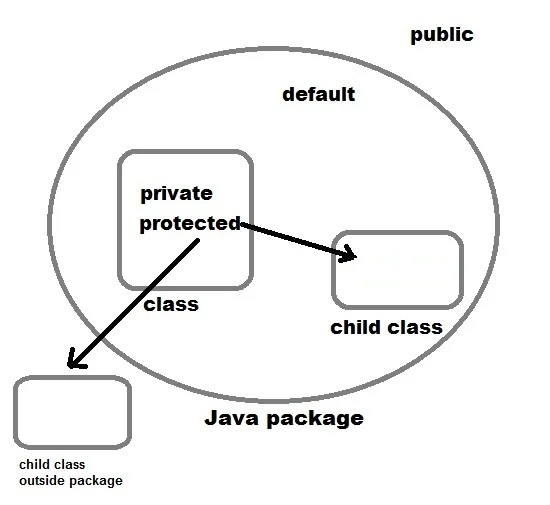 public
default
private
protected
class
child class
Java package
child class
outside package